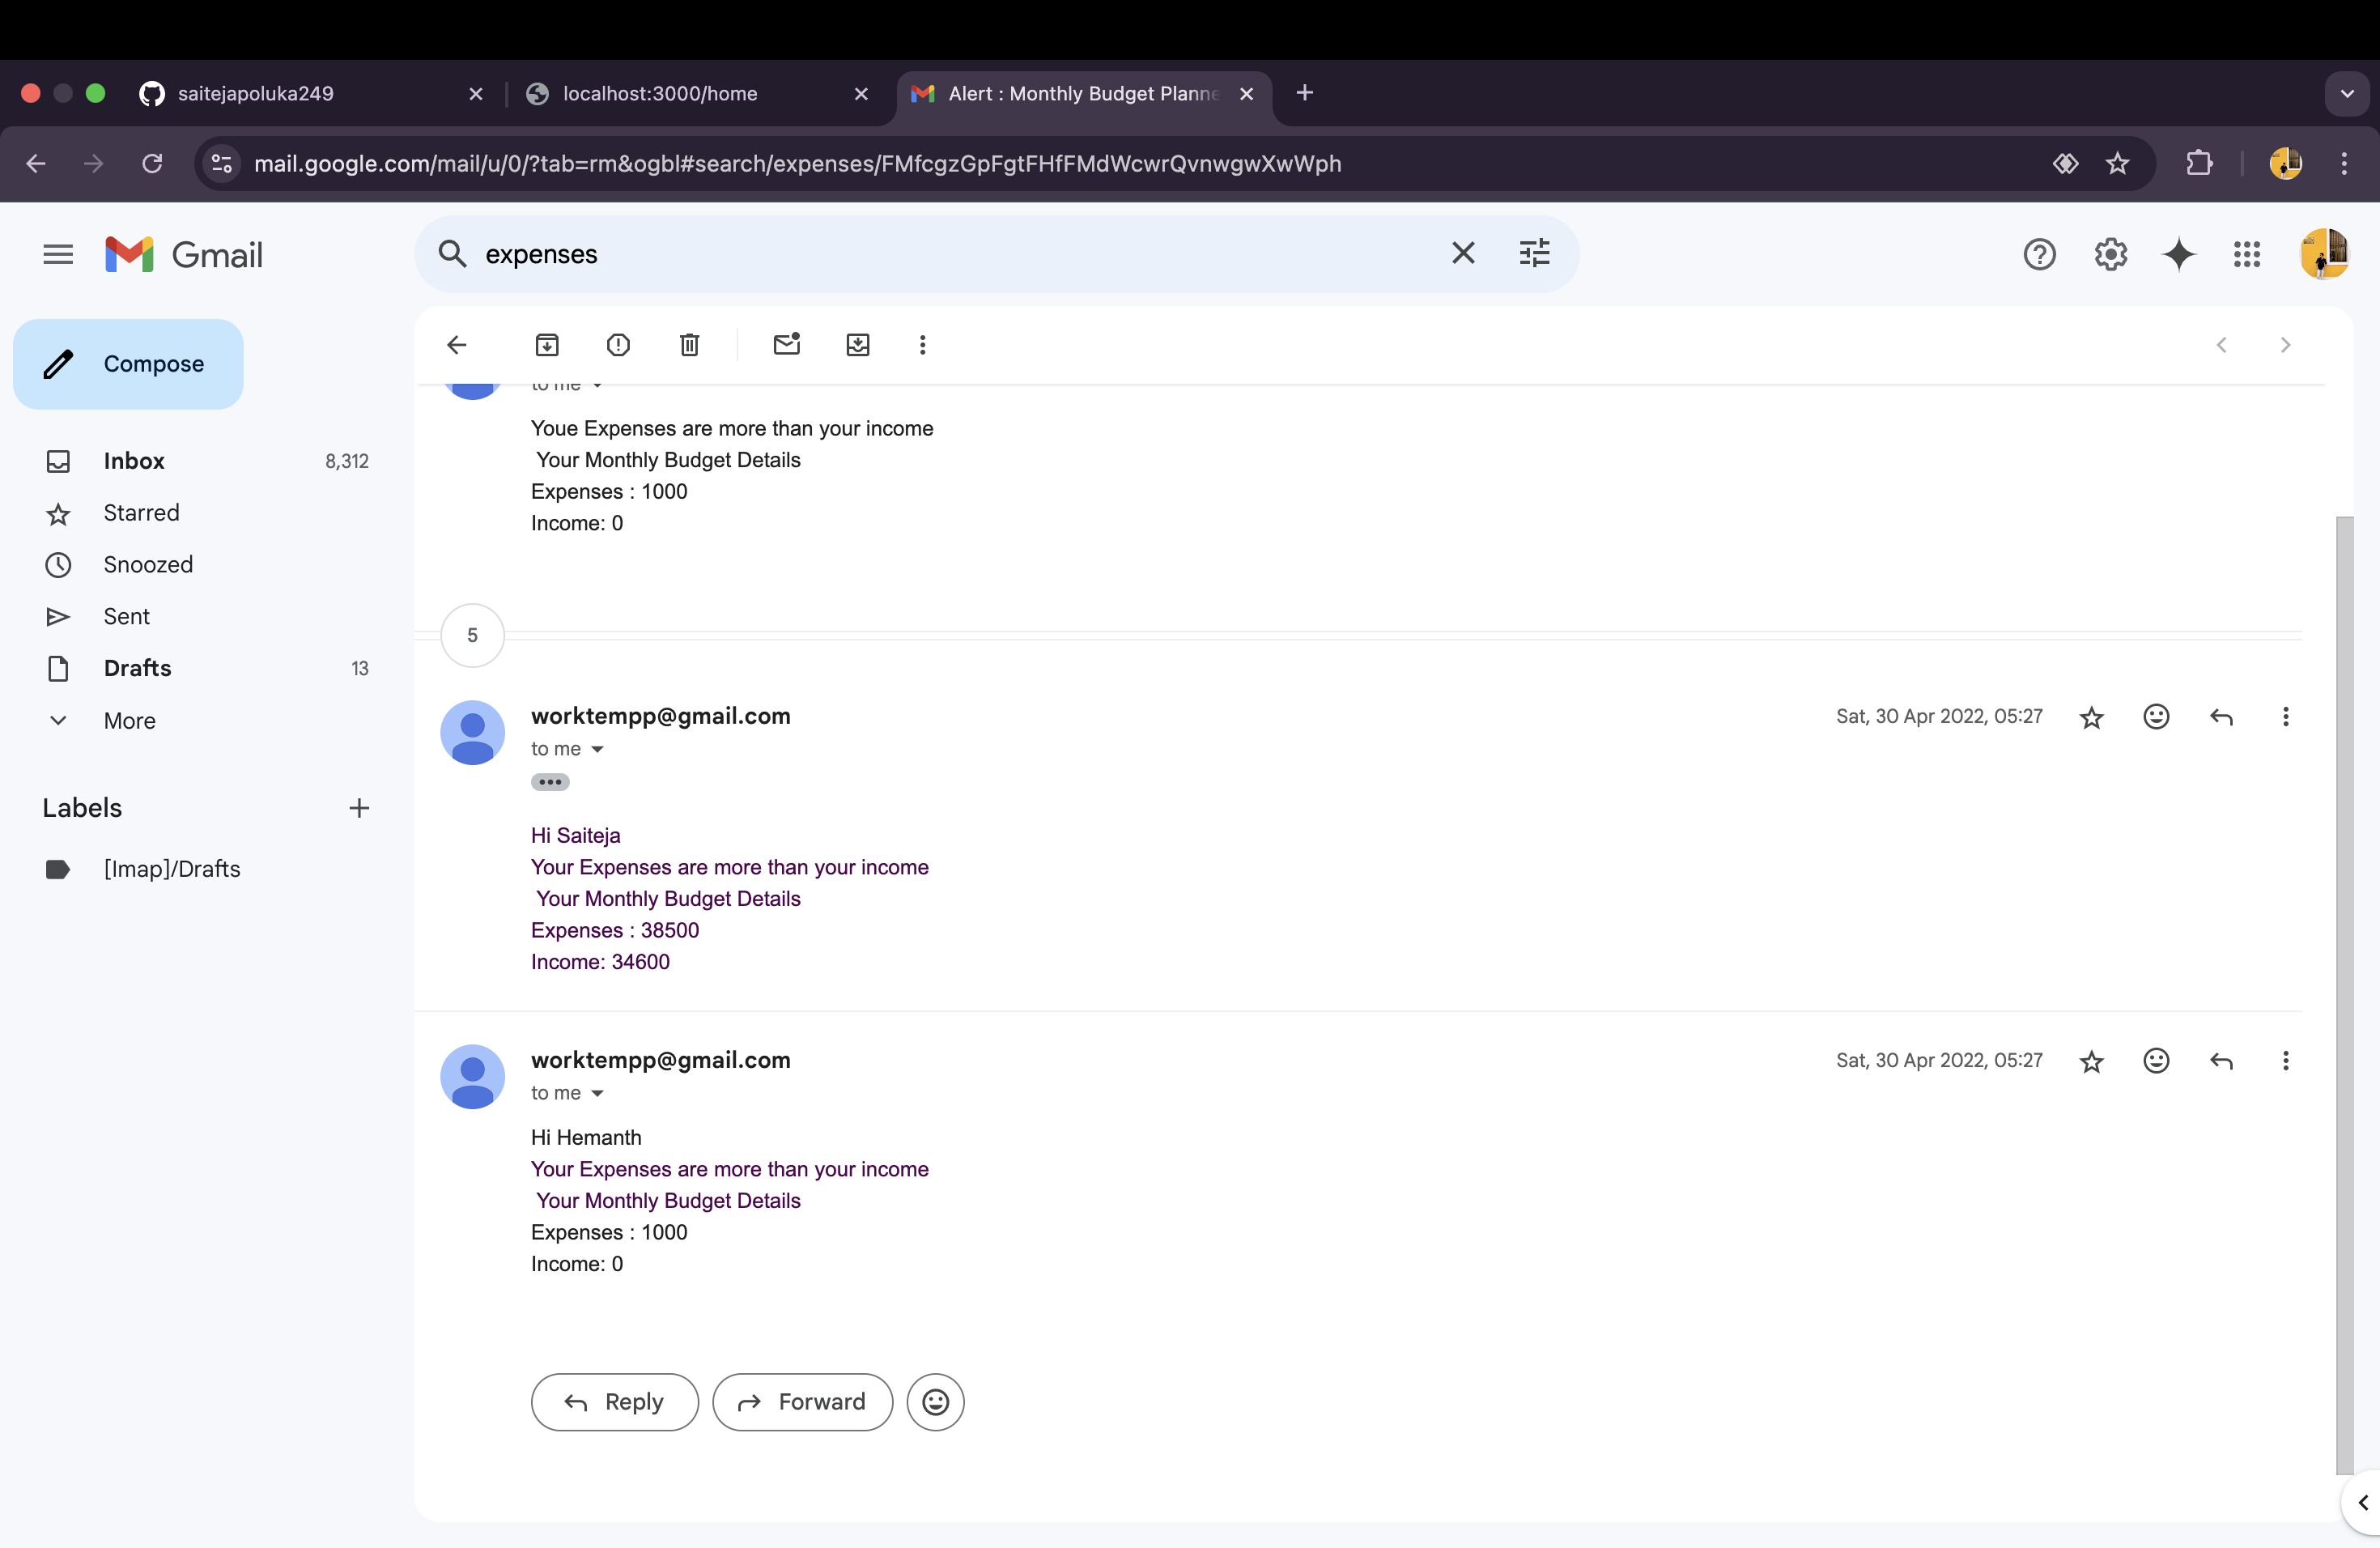 saitejapoluka249
localhost:3000/home
Alert : Monthly Budget Planne
mail.google.com/mail/u/0/?tab=rm&ogbl#search/expenses/FMfcgzGpFgtFHfFMdWcwrQvnwgwXwWph
Gmail
expenses
Compose
Inbox 8,312
Starred
Snoozed
Sent
Drafts 13
More
Labels
[Imap]/Drafts
to me
Youe Expenses are more than your income
Your Monthly Budget Details
Expenses : 1000
Income: 0
5
worktempp@gmail.com Sat, 30 Apr 2022, 05:27
to me
Hi Saiteja
Your Expenses are more than your income
Your Monthly Budget Details
Expenses : 38500
Income: 34600
worktempp@gmail.com Sat, 30 Apr 2022, 05:27
to me
Hi Hemanth
Your Expenses are more than your income
Your Monthly Budget Details
Expenses : 1000
Income: 0
Reply Forward